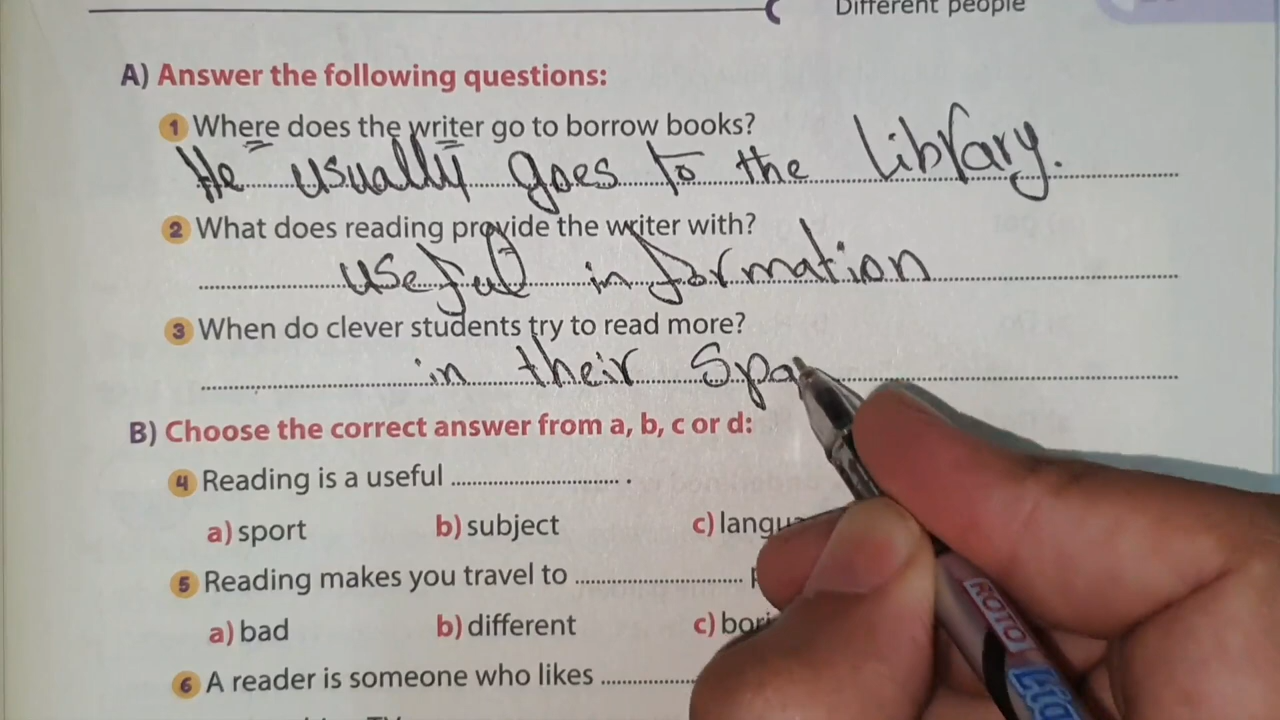 Different people
A) Answer the following questions:
1 Where does the writer go to borrow books?
He usually goes to the library.
2 What does reading provide the writer with?
useful information
3 When do clever students try to read more?
in their Spa
B) Choose the correct answer from a, b, c or d:
4 Reading is a useful .............................. .
a) sport b) subject c) langu
5 Reading makes you travel to ..............................
a) bad b) different c) bori
6 A reader is someone who likes ................
ROTO